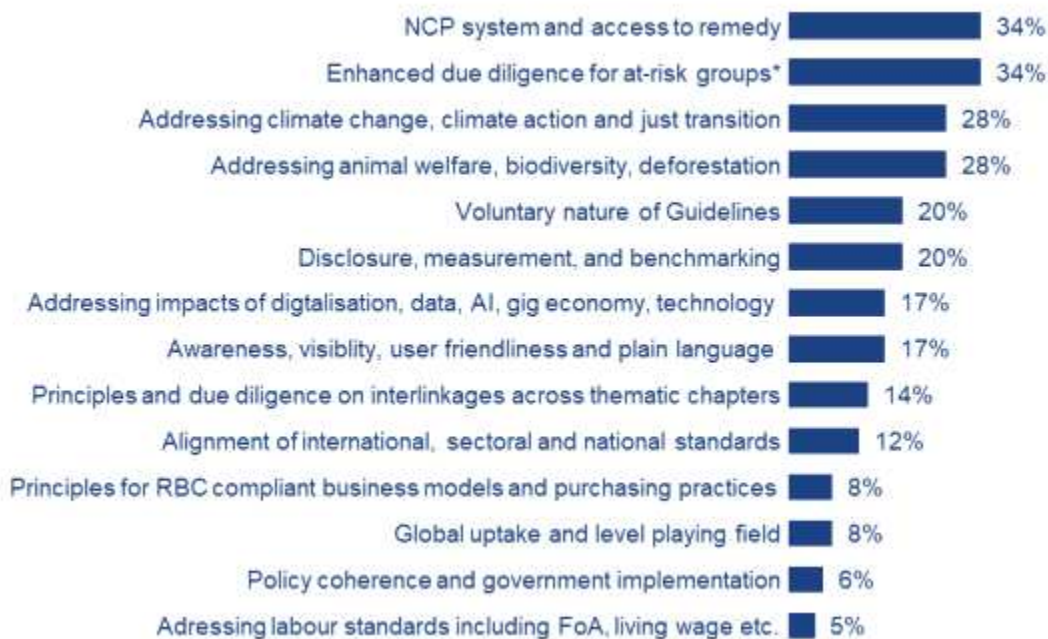 NCP system and access to remedy 34%
Enhanced due diligence for at-risk groups* 34%
Addressing climate change, climate action and just transition 28%
Addressing animal welfare, biodiversity, deforestation 28%
Voluntary nature of Guidelines 20%
Disclosure, measurement, and benchmarking 20%
Addressing impacts of digtalisation, data, AI, gig economy, technology 17%
Awareness, visiblity, user friendliness and plain language 17%
Principles and due diligence on interlinkages across thematic chapters 14%
Alignment of international, sectoral and national standards 12%
Principles for RBC compliant business models and purchasing practices 8%
Global uptake and level playing field 8%
Policy coherence and government implementation 6%
Adressing labour standards including FoA, living wage etc. 5%